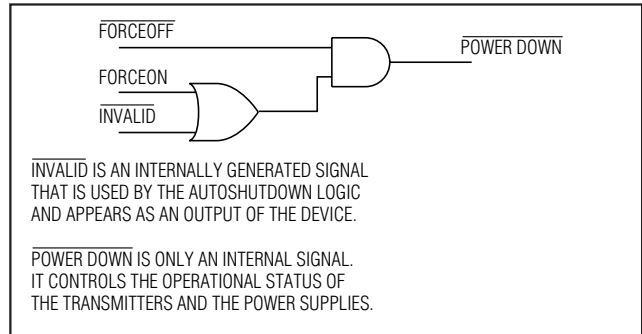 FORCEOFF
POWER DOWN
FORCEON
INVALID
INVALID IS AN INTERNALLY GENERATED SIGNAL
THAT IS USED BY THE AUTOSHUTDOWN LOGIC
AND APPEARS AS AN OUTPUT OF THE DEVICE.
POWER DOWN IS ONLY AN INTERNAL SIGNAL.
IT CONTROLS THE OPERATIONAL STATUS OF
THE TRANSMITTERS AND THE POWER SUPPLIES.